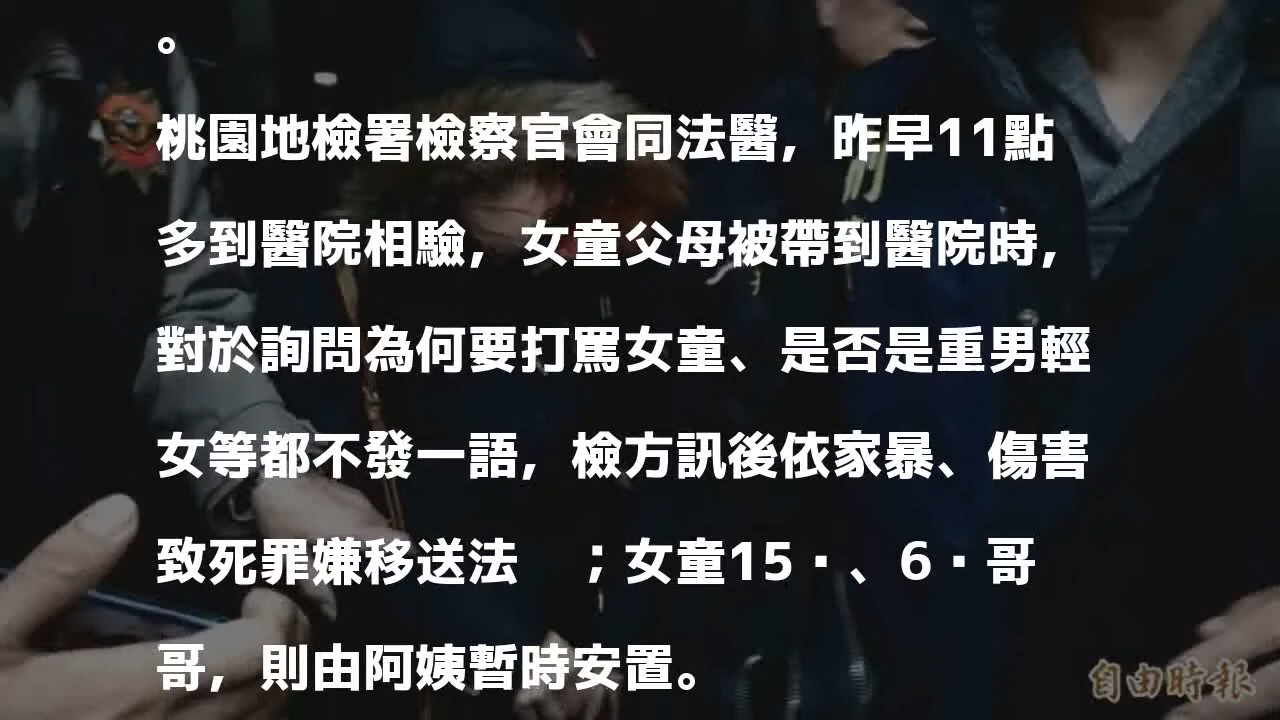 。
桃園地檢署檢察官會同法醫，昨早11點
多到醫院相驗，女童父母被帶到醫院時，
對於詢問為何要打罵女童、是否是重男輕
女等都不發一語，檢方訊後依家暴、傷害
致死罪嫌移送法　；女童15·、6·哥
哥，則由阿姨暫時安置。
自由時報